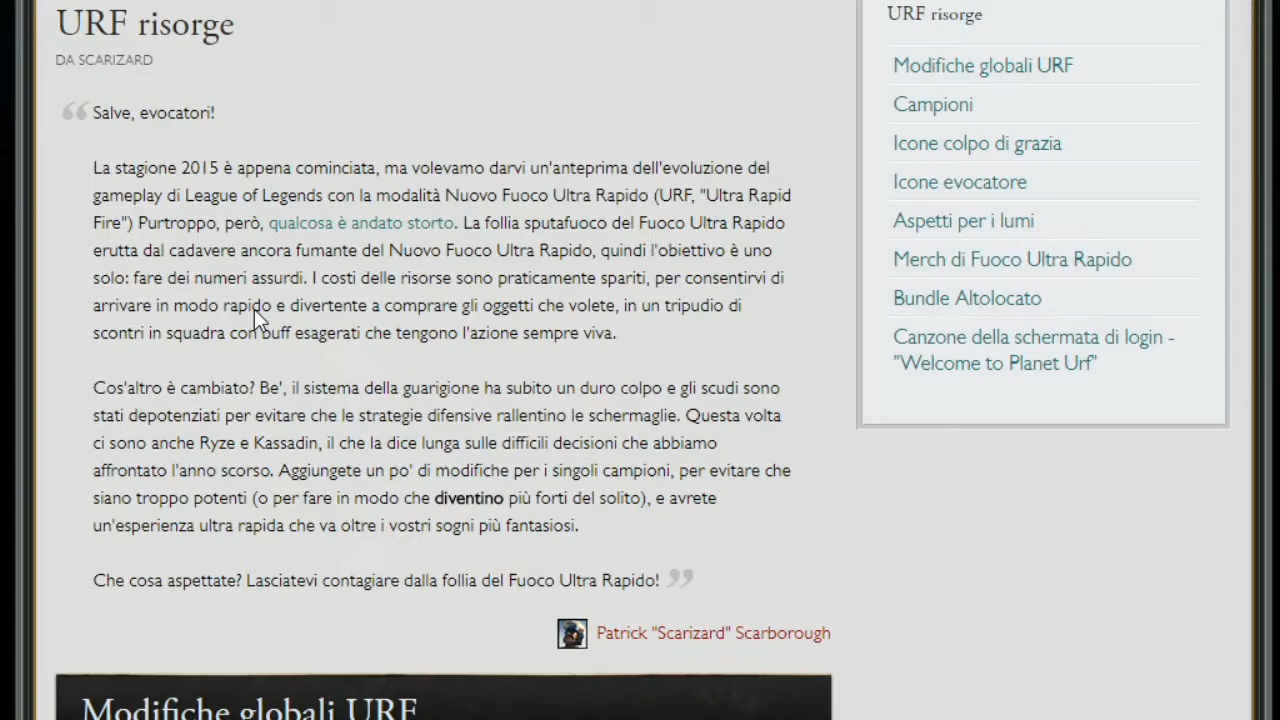 URF risorge
DA SCARIZARD
Salve, evocatori!
La stagione 2015 è appena cominciata, ma volevamo darvi un'anteprima dell'evoluzione del
gameplay di League of Legends con la modalità Nuovo Fuoco Ultra Rapido (URF, "Ultra Rapid
Fire") Purtroppo, però, qualcosa è andato storto. La follia sputafuoco del Fuoco Ultra Rapido
erutta dal cadavere ancora fumante del Nuovo Fuoco Ultra Rapido, quindi l'obiettivo è uno
solo: fare dei numeri assurdi. I costi delle risorse sono praticamente spariti, per consentirvi di
arrivare in modo rapido e divertente a comprare gli oggetti che volete, in un tripudio di
scontri in squadra con buff esagerati che tengono l'azione sempre viva.
Cos'altro è cambiato? Be', il sistema della guarigione ha subito un duro colpo e gli scudi sono
stati depotenziati per evitare che le strategie difensive rallentino le schermaglie. Questa volta
ci sono anche Ryze e Kassadin, il che la dice lunga sulle difficili decisioni che abbiamo
affrontato l'anno scorso. Aggiungete un po' di modifiche per i singoli campioni, per evitare che
siano troppo potenti (o per fare in modo che diventino più forti del solito), e avrete
un'esperienza ultra rapida che va oltre i vostri sogni più fantasiosi.
Che cosa aspettate? Lasciatevi contagiare dalla follia del Fuoco Ultra Rapido!
Patrick "Scarizard" Scarborough
Modifiche globali URF
URF risorge
Modifiche globali URF
Campioni
Icone colpo di grazia
Icone evocatore
Aspetti per i lumi
Merch di Fuoco Ultra Rapido
Bundle Altolocato
Canzone della schermata di login -
"Welcome to Planet Urf"